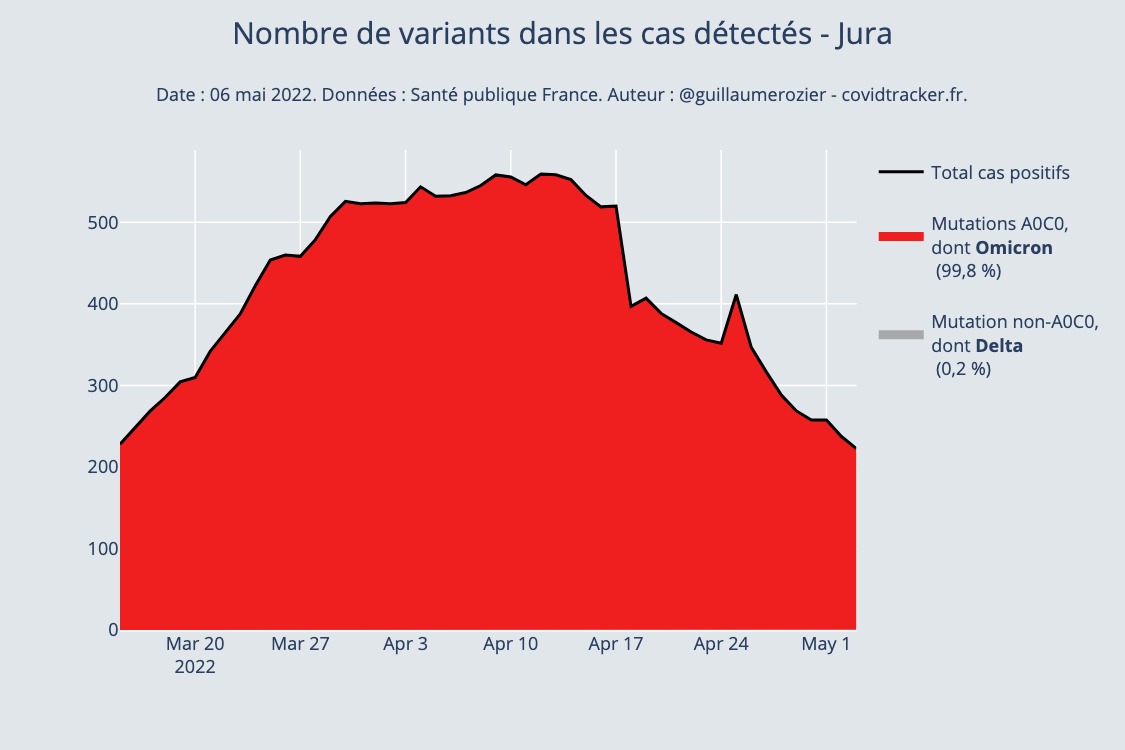 Nombre de variants dans les cas détectés - Jura
Date : 06 mai 2022. Données : Santé publique France. Auteur : @guillaumerozier - covidtracker.fr.
Total cas positifs
Mutations A0C0,
dont Omicron
(99,8 %)
Mutation non-A0C0,
dont Delta
(0,2 %)
500
400
300
200
100
0
Mar 20
2022
Mar 27
Apr 3
Apr 10
Apr 17
Apr 24
May 1